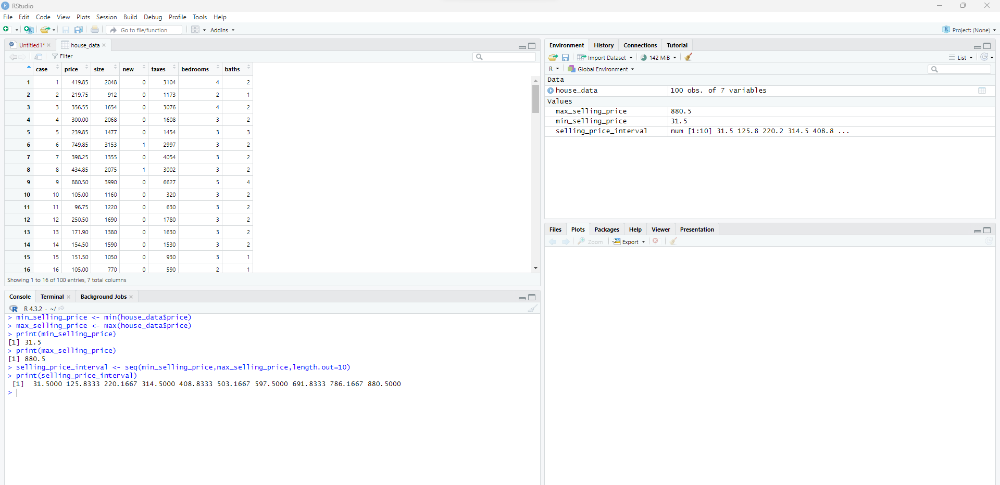 RStudio
File Edit Code View Plots Session Build Debug Profile Tools Help
Go to file/function Addins Project: (None)
Untitled1* house_data
Filter
case price size new taxes bedrooms baths
1 1 419.85 2048 0 3104 4 2
2 2 219.75 912 0 1173 2 1
3 3 356.55 1654 0 3076 4 2
4 4 300.00 2068 0 1608 3 2
5 5 239.85 1477 0 1454 3 3
6 6 749.85 3153 1 2997 3 2
7 7 398.25 1355 0 4054 3 2
8 8 434.85 2075 1 3002 3 2
9 9 880.50 3990 0 6627 5 4
10 10 105.00 1160 0 320 3 2
11 11 96.75 1220 0 630 3 2
12 12 250.50 1690 0 1780 3 2
13 13 171.90 1380 0 1630 3 2
14 14 154.50 1590 0 1530 3 2
15 15 151.50 1050 0 930 3 1
16 16 105.00 770 0 590 2 1
Showing 1 to 16 of 100 entries, 7 total columns
Console Terminal Background Jobs
R 4.3.2 · ~/
> min_selling_price <- min(house_data$price)
> max_selling_price <- max(house_data$price)
> print(min_selling_price)
[1] 31.5
> print(max_selling_price)
[1] 880.5
> selling_price_interval <- seq(min_selling_price,max_selling_price,length.out=10)
> print(selling_price_interval)
[1] 31.5000 125.8333 220.1667 314.5000 408.8333 503.1667 597.5000 691.8333 786.1667 880.5000
>
Environment History Connections Tutorial
Import Dataset 142 MiB List
R Global Environment
Data
house_data 100 obs. of 7 variables
Values
max_selling_price 880.5
min_selling_price 31.5
selling_price_interval num [1:10] 31.5 125.8 220.2 314.5 408.8 ...
Files Plots Packages Help Viewer Presentation
Zoom Export